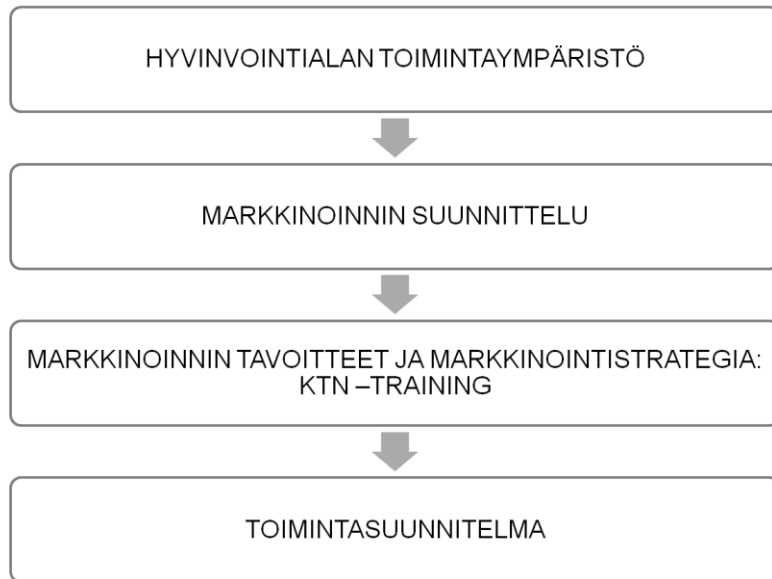 HYVINVOINTIALAN TOIMINTAYMPÄRISTÖ
MARKKINOINNIN SUUNNITTELU
MARKKINOINNIN TAVOITTEET JA MARKKINOINTISTRATEGIA:
KTN –TRAINING
TOIMINTASUUNNITELMA